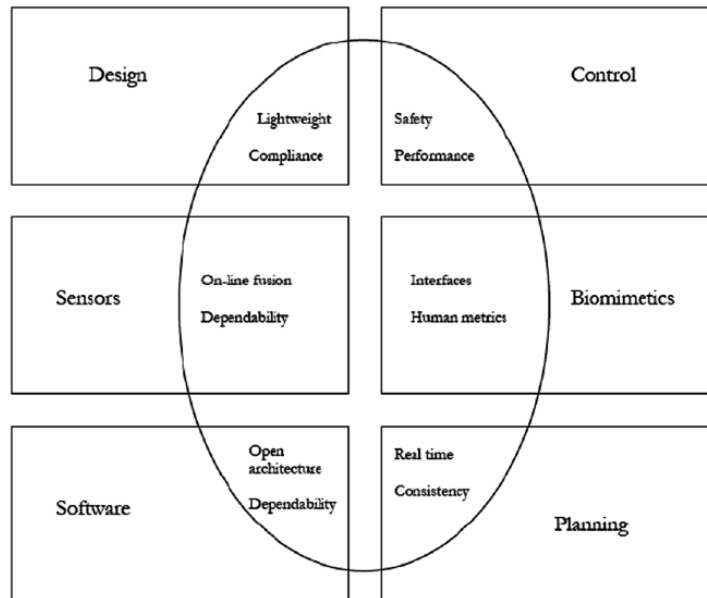 Design
Lightweight
Compliance
Control
Safety
Performance
Sensors
On-line fusion
Dependability
Interfaces
Human metrics
Biomimetics
Software
Open
architecture
Dependability
Real time
Consistency
Planning